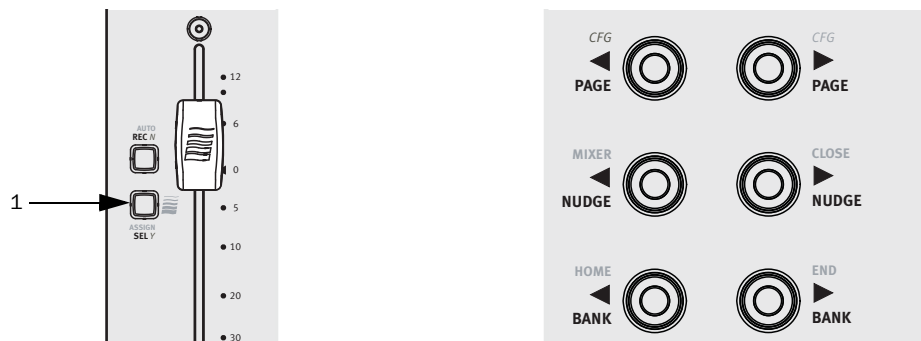 12
6
AUTO
REC N
0
1
5
ASSIGN
SEL Y
10
20
30
CFG
PAGE
CFG
PAGE
MIXER
NUDGE
CLOSE
NUDGE
HOME
BANK
END
BANK